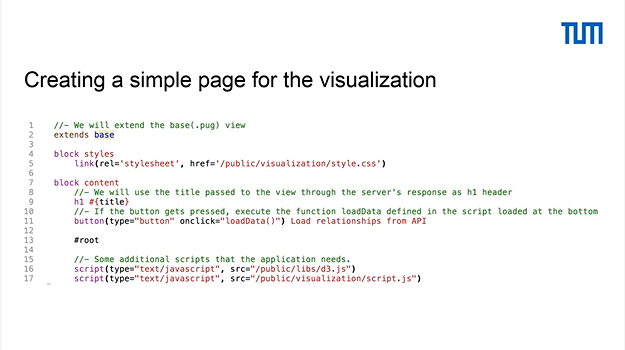 TUM
Creating a simple page for the visualization
1 //- We will extend the base(.pug) view
2 extends base
3
4 block styles
5 link(rel='stylesheet', href='/public/visualization/style.css')
6
7 block content
8 //- We will use the title passed to the view through the server's response as h1 header
9 h1 #{title}
10 //- If the button gets pressed, execute the function loadData defined in the script loaded at the bottom
11 button(type="button" onclick="loadData()") Load relationships from API
12
13 #root
14
15 //- Some additional scripts that the application needs.
16 script(type="text/javascript", src="/public/libs/d3.js")
17 script(type="text/javascript", src="/public/visualization/script.js")